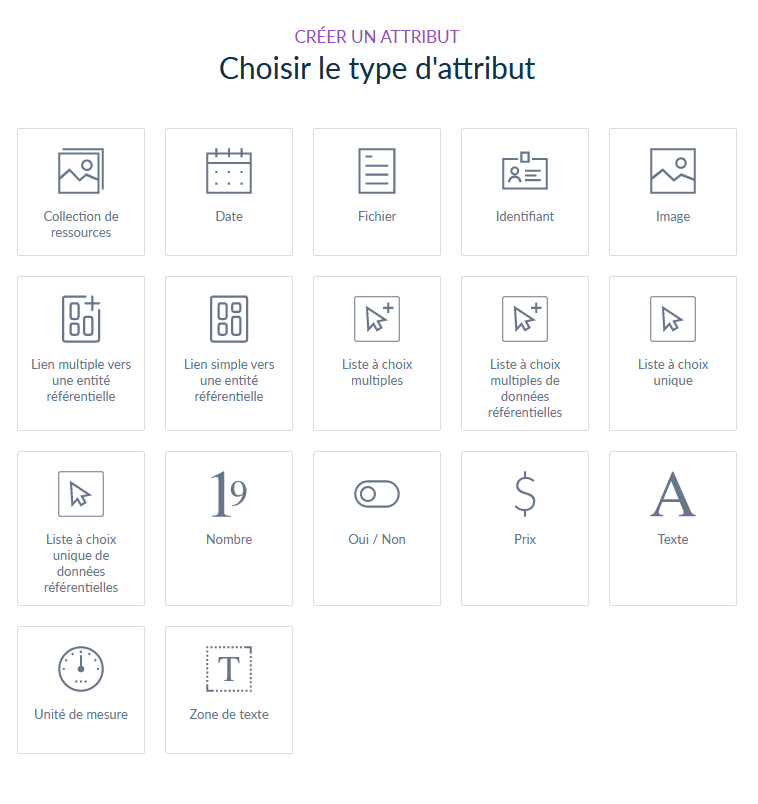 CRÉER UN ATTRIBUT
Choisir le type d'attribut
Collection de
ressources
Date
Fichier
Identifiant
Image
Lien multiple vers
une entité
référentielle
Lien simple vers
une entité
référentielle
Liste à choix
multiples
Liste à choix
multiples de
données
référentielles
Liste à choix
unique
Liste à choix
unique de
données
référentielles
19
Nombre
Oui / Non
$
Prix
A
Texte
Unité de mesure
T
Zone de texte